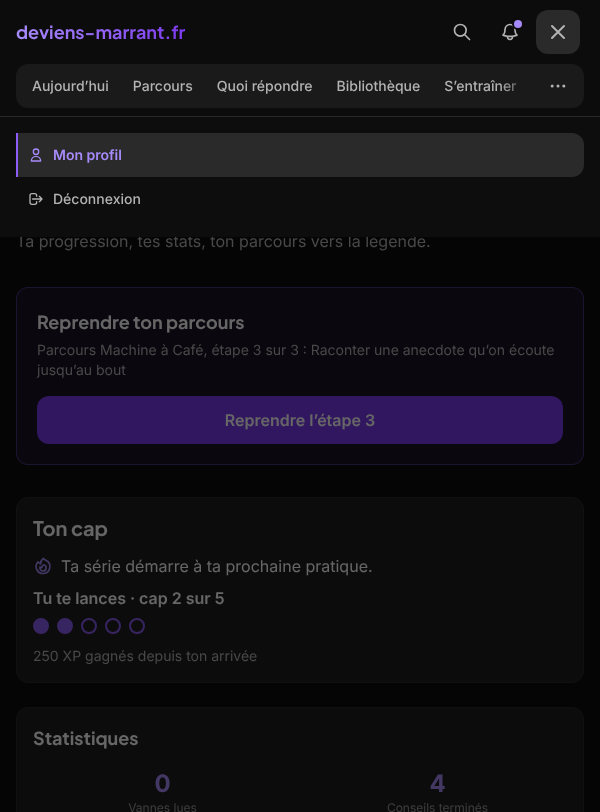 deviens-marrant.fr
Aujourd’hui Parcours Quoi répondre Bibliothèque S’entraîner ···
Mon profil
Déconnexion
Ta progression, tes stats, ton parcours vers la légende.
Reprendre ton parcours
Parcours Machine à Café, étape 3 sur 3 : Raconter une anecdote qu’on écoute
jusqu’au bout
Reprendre l’étape 3
Ton cap
Ta série démarre à ta prochaine pratique.
Tu te lances · cap 2 sur 5
250 XP gagnés depuis ton arrivée
Statistiques
0 4
Vannes lues Conseils terminés